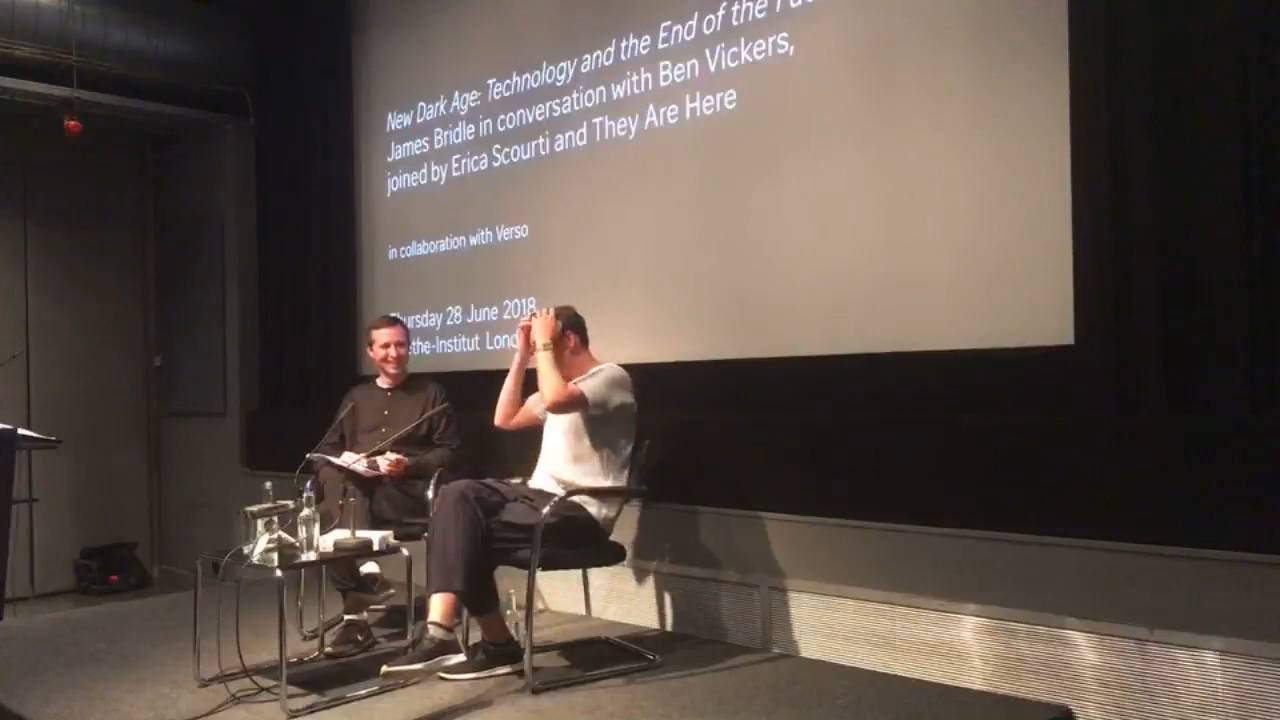 New Dark Age: Technology and the End of the
James Bridle in conversation with Ben Vickers,
joined by Erica Scourti and They Are Here
in collaboration with Verso
Thursday 28 June 2018